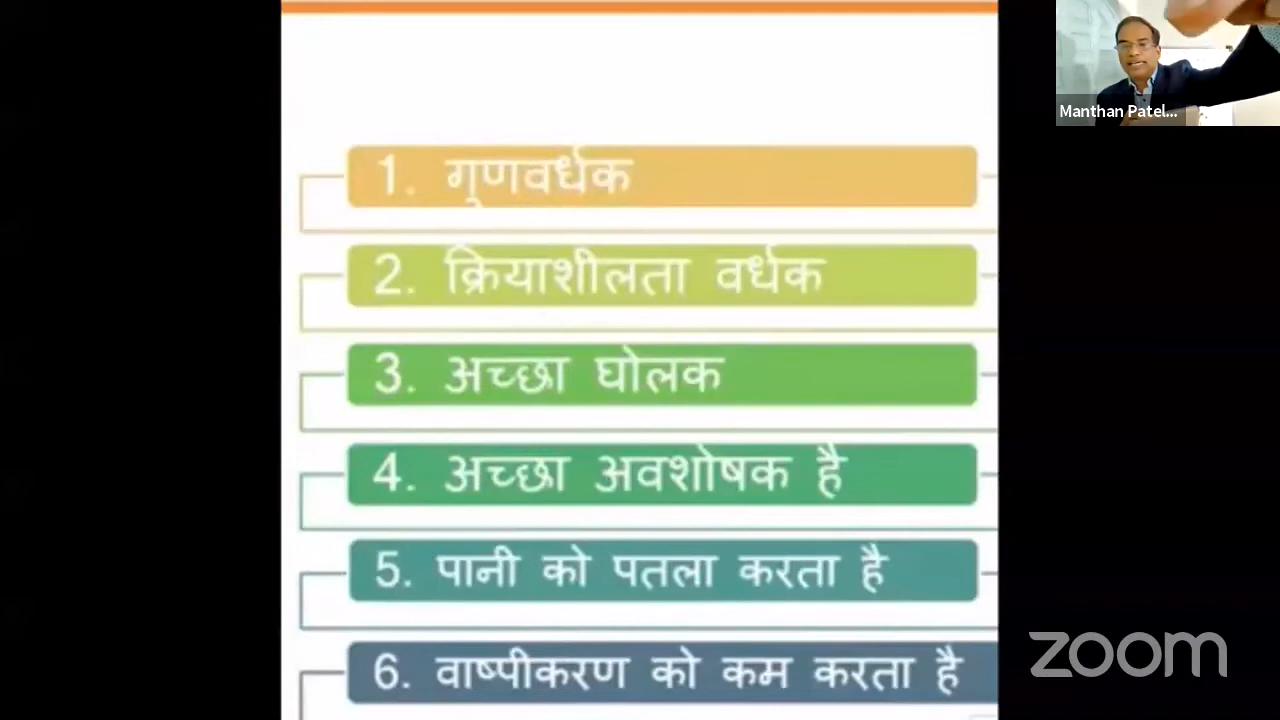 Manthan Patel...
1. गुणवर्धक
2. क्रियाशीलता वर्धक
3. अच्छा घोलक
4. अच्छा अवशोषक है
5. पानी को पतला करता है
6. वाष्पीकरण को कम करता है
zoom